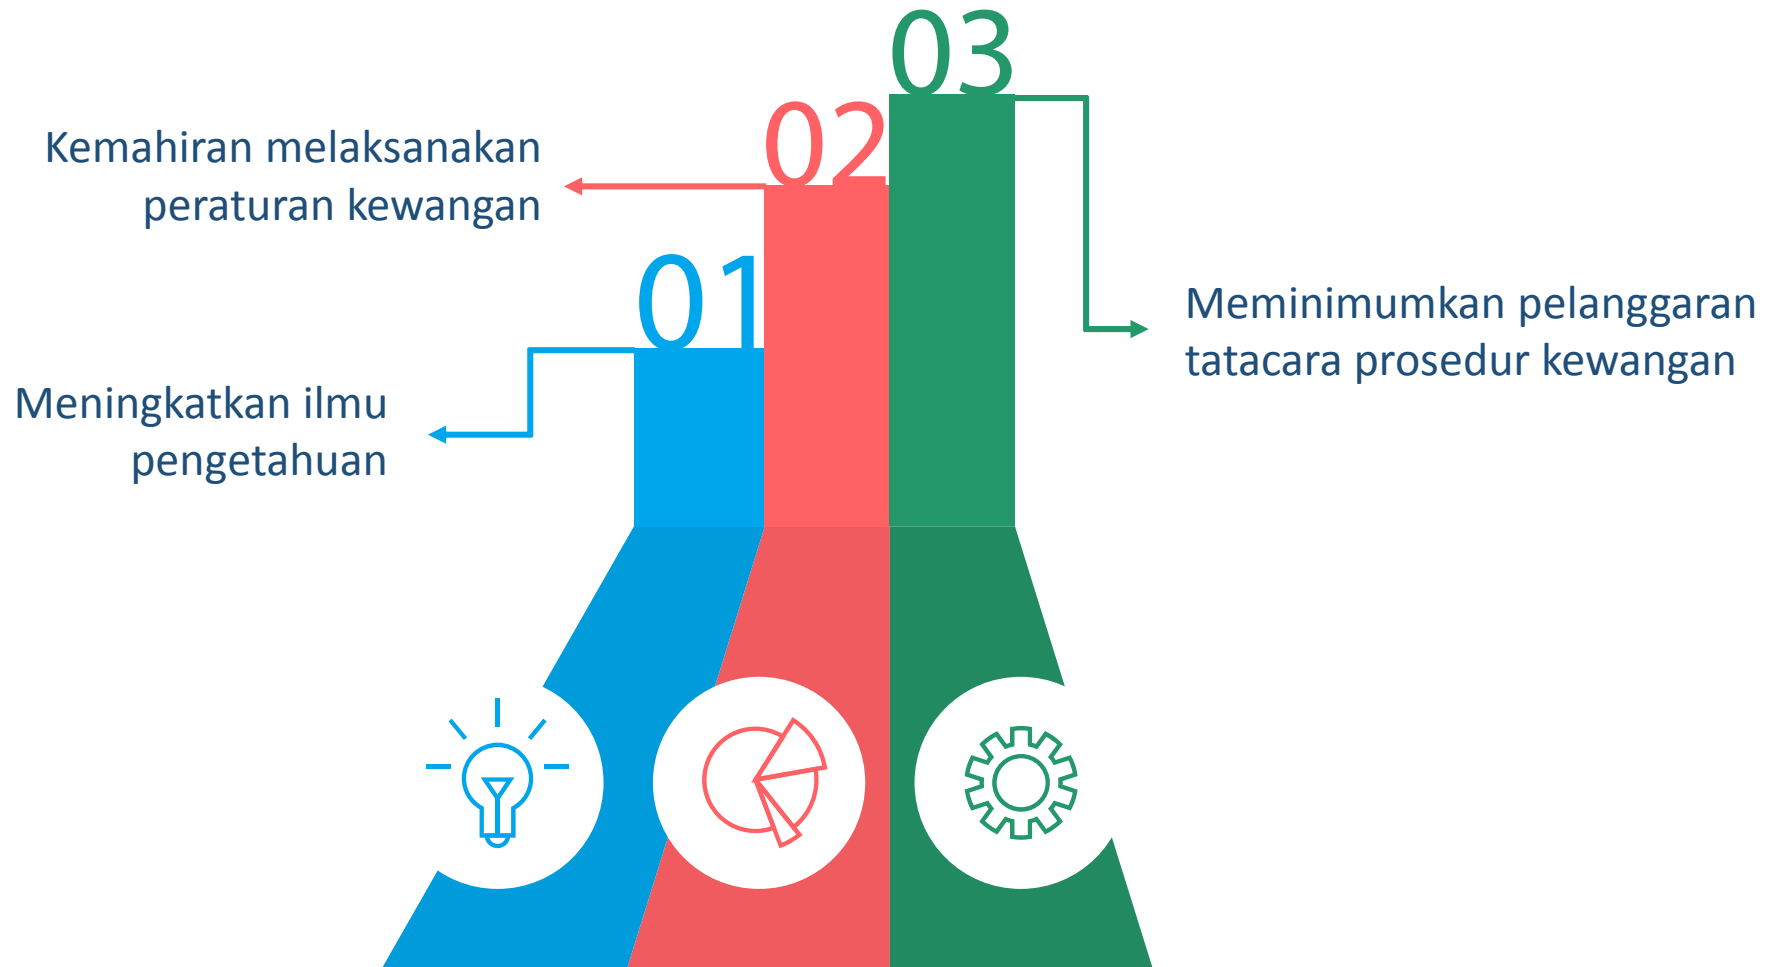 01
Meningkatkan ilmu
pengetahuan
02
Kemahiran melaksanakan
peraturan kewangan
03
Meminimumkan pelanggaran
tatacara prosedur kewangan